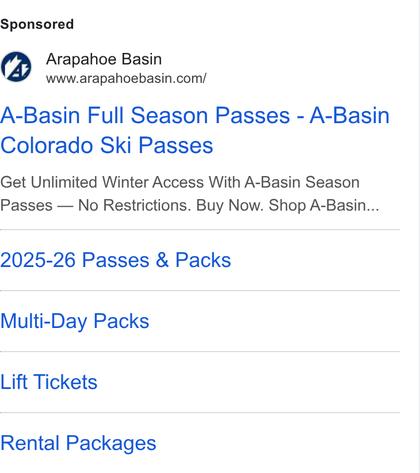 Sponsored
Arapahoe Basin
www.arapahoebasin.com/
A-Basin Full Season Passes - A-Basin
Colorado Ski Passes
Get Unlimited Winter Access With A-Basin Season
Passes — No Restrictions. Buy Now. Shop A-Basin...
2025-26 Passes & Packs
Multi-Day Packs
Lift Tickets
Rental Packages